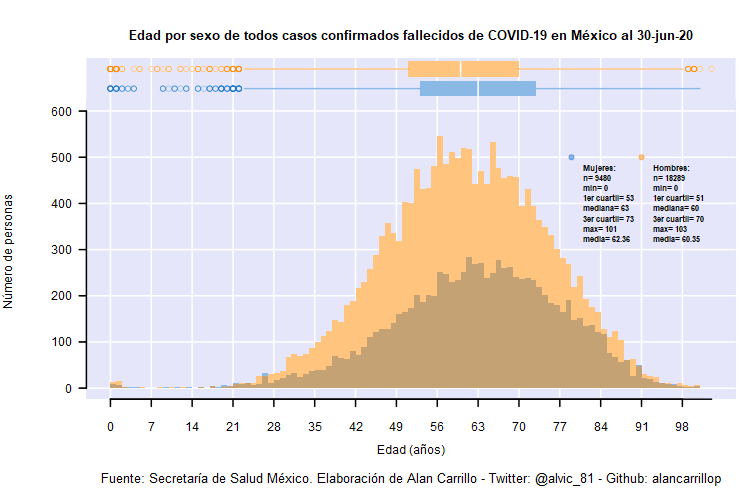 Edad por sexo de todos casos confirmados fallecidos de COVID-19 en México al 30-jun-20
600
500
400
300
200
100
0
Número de personas
Mujeres:
n= 9480
min= 0
1er cuartil= 53
mediana= 63
3er cuartil= 73
max= 101
media= 62.36
Hombres:
n= 18289
min= 0
1er cuartil= 51
mediana= 60
3er cuartil= 70
max= 103
media= 60.35
0 7 14 21 28 35 42 49 56 63 70 77 84 91 98
Edad (años)
Fuente: Secretaría de Salud México. Elaboración de Alan Carrillo - Twitter: @alvic_81 - Github: alancarrillop